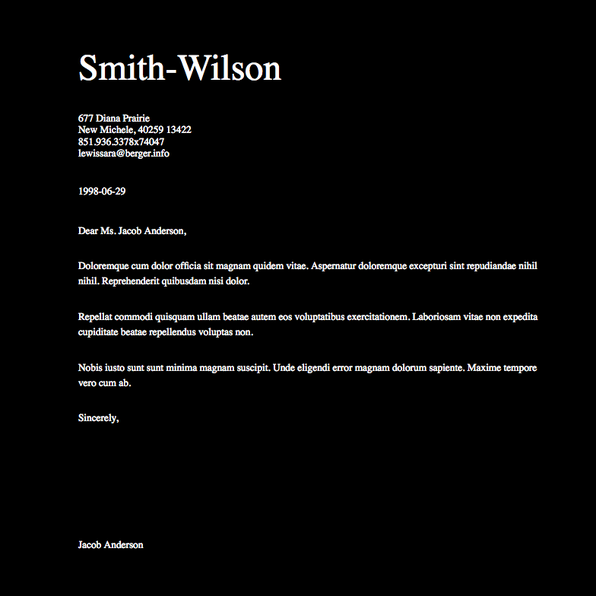 Smith-Wilson
677 Diana Prairie
New Michele, 40259 13422
851.936.3378x74047
lewissara@berger.info
1998-06-29
Dear Ms. Jacob Anderson,
Doloremque cum dolor officia sit magnam quidem vitae. Aspernatur doloremque excepturi sint repudiandae nihil
nihil. Reprehenderit quibusdam nisi dolor.
Repellat commodi quisquam ullam beatae autem eos voluptatibus exercitationem. Laboriosam vitae non expedita
cupiditate beatae repellendus voluptas non.
Nobis iusto sunt sunt minima magnam suscipit. Unde eligendi error magnam dolorum sapiente. Maxime tempore
vero cum ab.
Sincerely,
Jacob Anderson